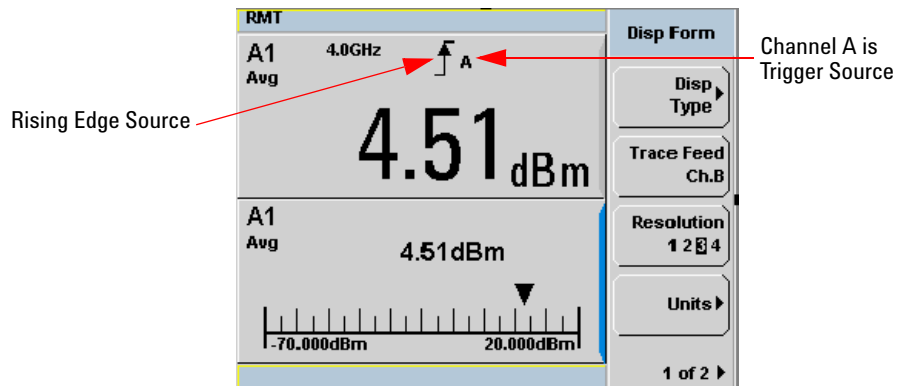 RMT
A1
4.0GHz
A
Avg
4.51 dBm
A1
Avg
4.51dBm
-70.000dBm
20.000dBm
Disp Form
Disp
Type
Trace Feed
Ch.B
Resolution
1 2 3 4
Units
1 of 2
Rising Edge Source
Channel A is
Trigger Source